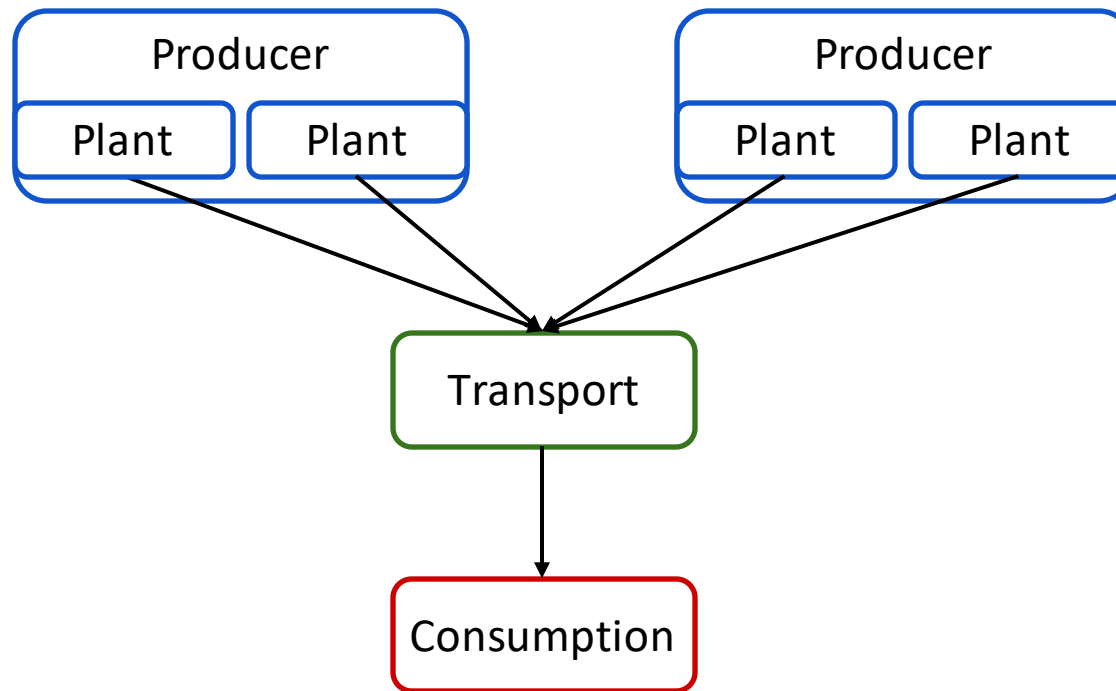 Producer
Producer
Plant
Plant
Plant
Plant
Transport
Consumption